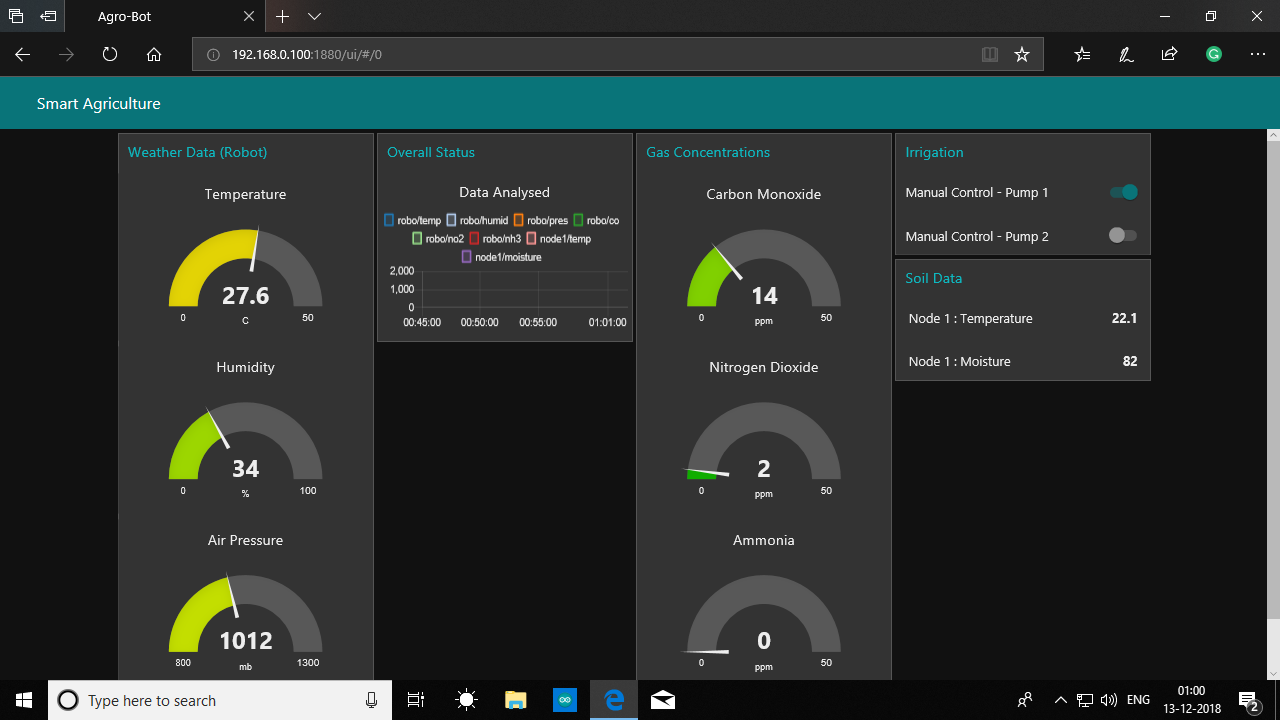 Agro-Bot
192.168.0.100:1880/ui/#/0
Smart Agriculture
Weather Data (Robot)
Temperature
27.6
0
50
C
Humidity
34
0
100
%
Air Pressure
1012
800
1300
mb
Overall Status
Data Analysed
robo/temp robo/humid robo/pres robo/co
robo/no2 robo/nh3 node1/temp
node1/moisture
2,000
1,000
0
00:45:00 00:50:00 00:55:00 01:01:00
Gas Concentrations
Carbon Monoxide
14
0
50
ppm
Nitrogen Dioxide
2
0
50
ppm
Ammonia
0
0
50
ppm
Irrigation
Manual Control - Pump 1
Manual Control - Pump 2
Soil Data
Node 1 : Temperature 22.1
Node 1 : Moisture 82
Type here to search
ENG
01:00
13-12-2018
2